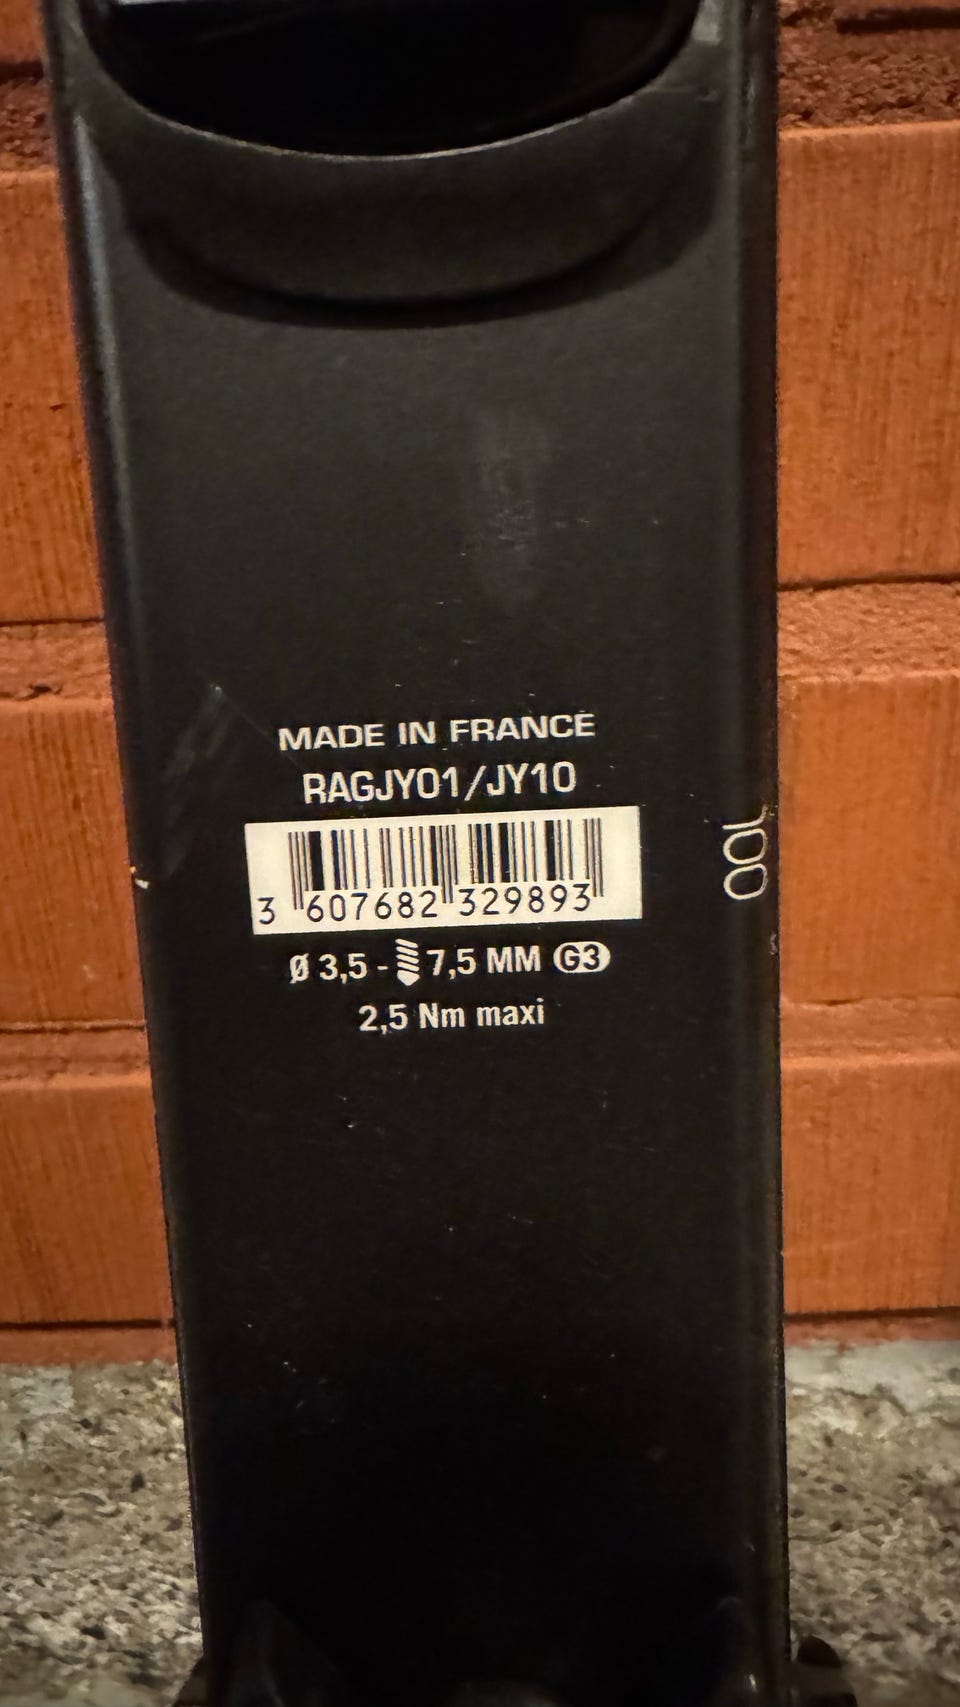 MADE IN FRANCE
RAGJY01/JY10
3 607682 329893
Ø 3,5 - 7,5 MM G3
2,5 Nm maxi
100